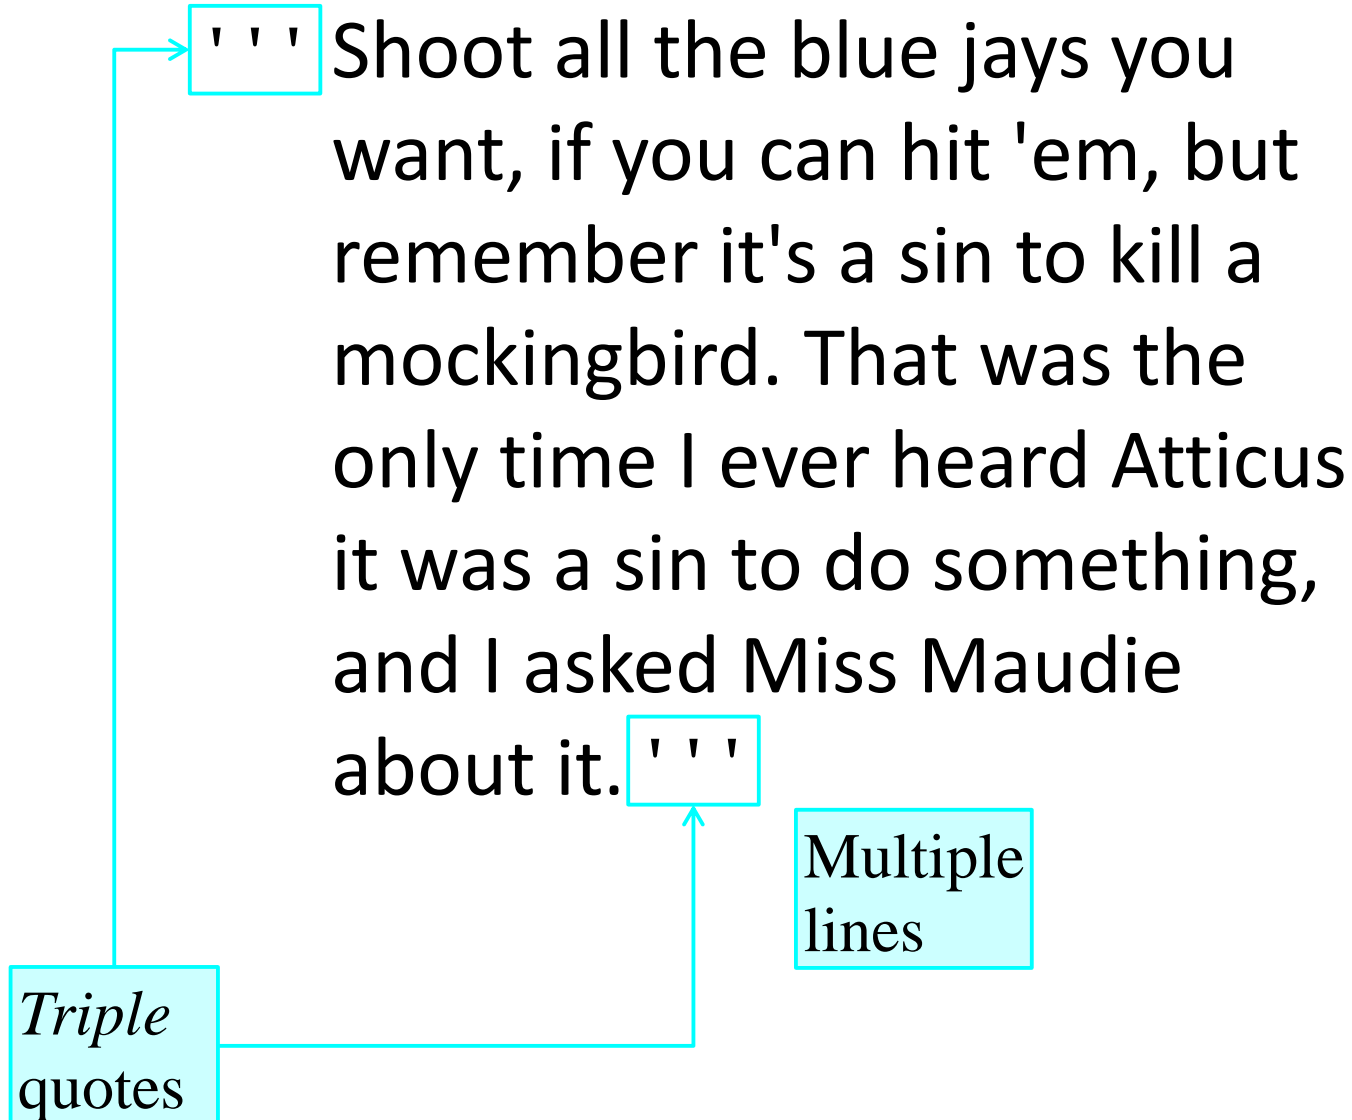 ' ' ' Shoot all the blue jays you
want, if you can hit 'em, but
remember it's a sin to kill a
mockingbird. That was the
only time I ever heard Atticus
it was a sin to do something,
and I asked Miss Maudie
about it. ' ' '
Multiple
lines
Triple
quotes